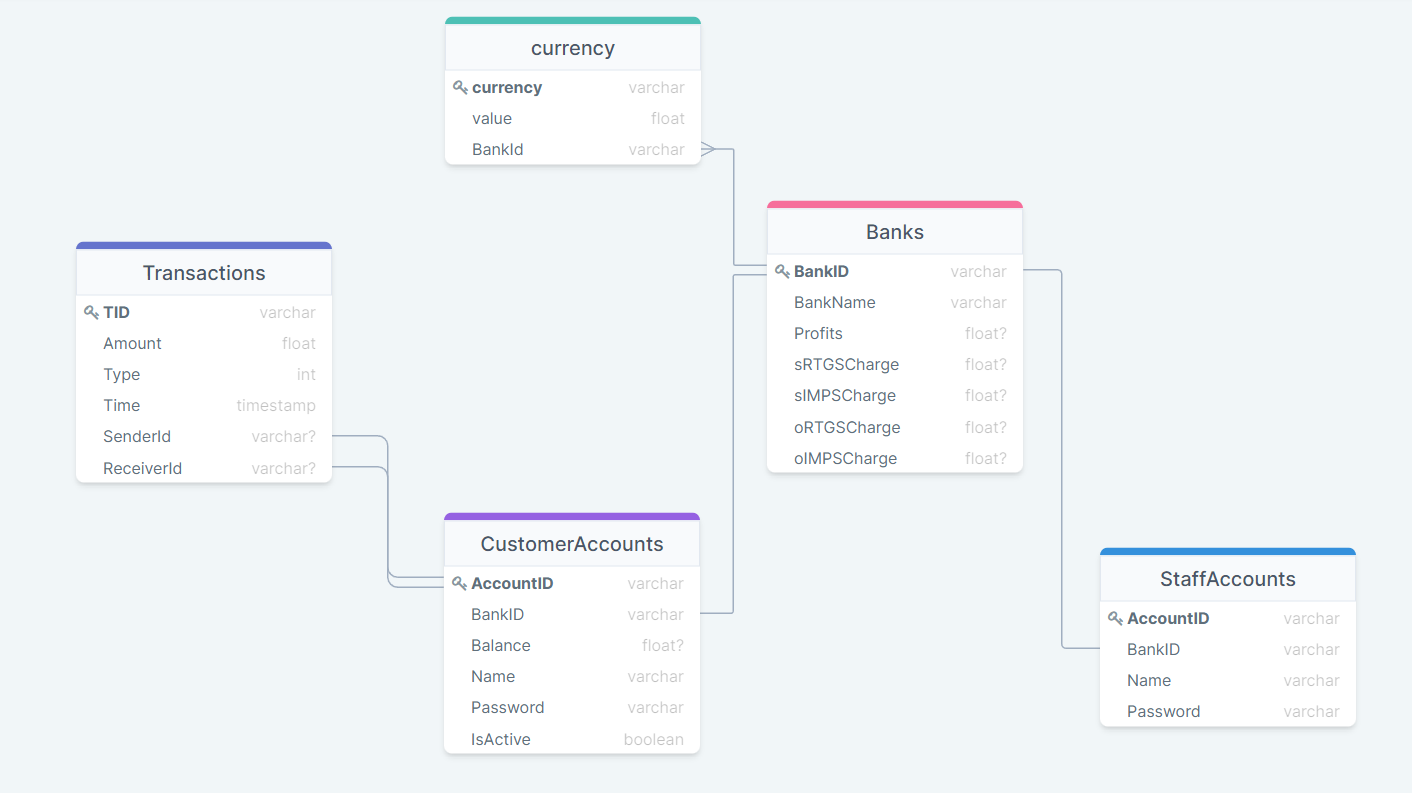 currency
currency varchar
value float
BankId varchar
Banks
BankID varchar
BankName varchar
Profits float?
sRTGSCharge float?
sIMPSCharge float?
oRTGSCharge float?
oIMPSCharge float?
Transactions
TID varchar
Amount float
Type int
Time timestamp
SenderId varchar?
ReceiverId varchar?
CustomerAccounts
AccountID varchar
BankID varchar
Balance float?
Name varchar
Password varchar
IsActive boolean
StaffAccounts
AccountID varchar
BankID varchar
Name varchar
Password varchar